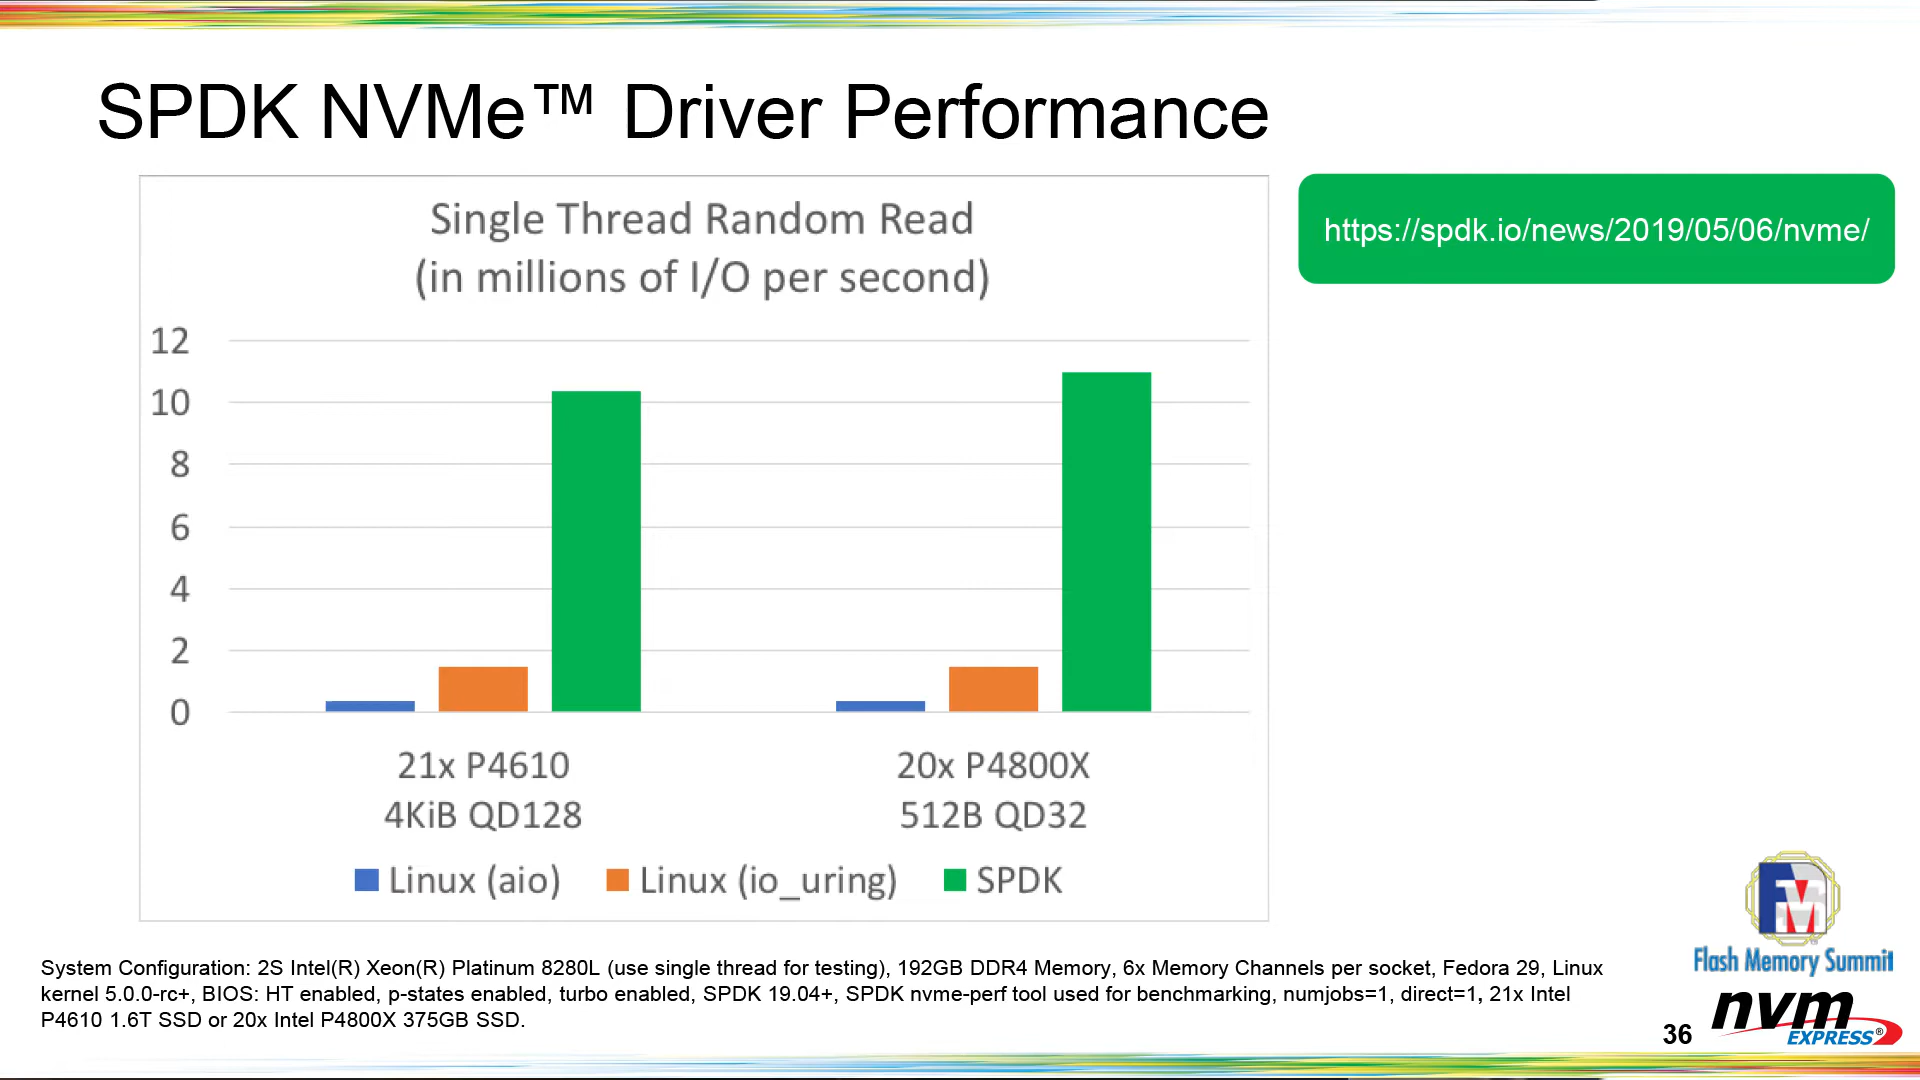 SPDK NVMe™ Driver Performance
https://spdk.io/news/2019/05/06/nvme/
Single Thread Random Read
(in millions of I/O per second)
12
10
8
6
4
2
0
21x P4610
4KiB QD128
20x P4800X
512B QD32
Linux (aio)
Linux (io_uring)
SPDK
System Configuration: 2S Intel(R) Xeon(R) Platinum 8280L (use single thread for testing), 192GB DDR4 Memory, 6x Memory Channels per socket, Fedora 29, Linux
kernel 5.0.0-rc+, BIOS: HT enabled, p-states enabled, turbo enabled, SPDK 19.04+, SPDK nvme-perf tool used for benchmarking, numjobs=1, direct=1, 21x Intel
P4610 1.6T SSD or 20x Intel P4800X 375GB SSD.
Flash Memory Summit
36
nvm
EXPRESS®